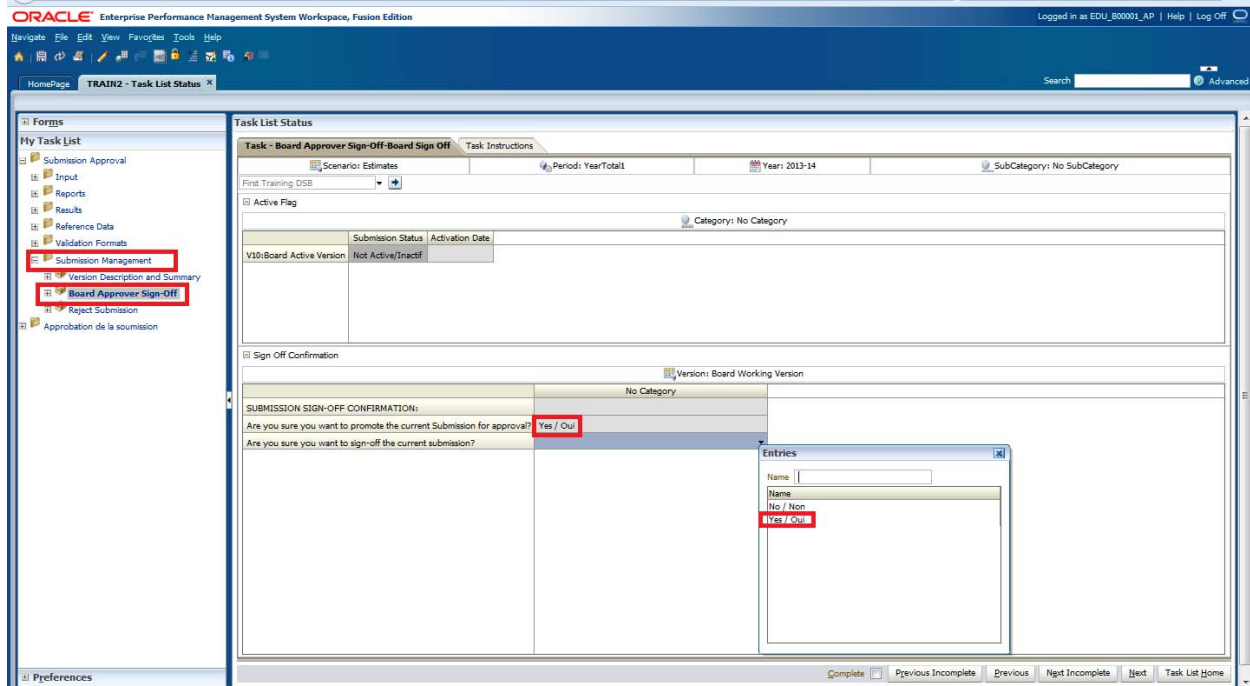 ORACLE Enterprise Performance Management System Workspace, Fusion Edition
Logged in as EDU_B00001_AP | Help | Log Off
Navigate File Edit View Favorites Tools Help
HomePage TRAIN2 - Task List Status
Search Advanced
Forms
My Task List
Submission Approval
Input
Reports
Results
Reference Data
Validation Formats
Submission Management
Version Description and Summary
Board Approver Sign-Off
Reject Submission
Approbation de la soumission
Preferences
Task List Status
Task - Board Approver Sign-Off-Board Sign Off Task Instructions
Scenario: Estimates Period: YearTotal1 Year: 2013-14 SubCategory: No SubCategory
First Training DSB
Active Flag
Category: No Category
Submission Status Activation Date
V10:Board Active Version Not Active/Inactif
Sign Off Confirmation
Version: Board Working Version
No Category
SUBMISSION SIGN-OFF CONFIRMATION:
Are you sure you want to promote the current Submission for approval? Yes / Oui
Are you sure you want to sign-off the current submission?
Entries
Name
Name
No / Non
Yes / Oui
Complete Previous Incomplete Previous Next Incomplete Next Task List Home